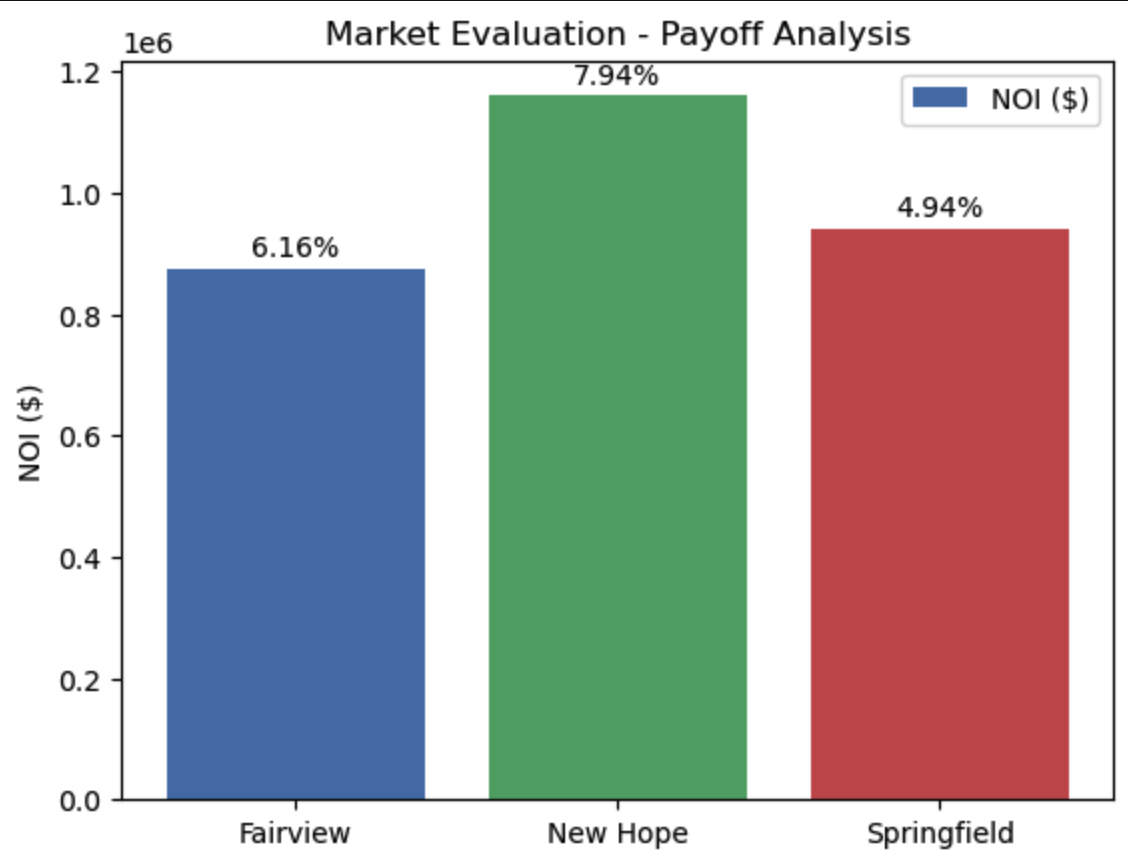 Market Evaluation - Payoff Analysis
1e6
1.2
1.0
0.8
0.6
0.4
0.2
0.0
NOI ($)
7.94%
6.16%
4.94%
NOI ($)
Fairview
New Hope
Springfield